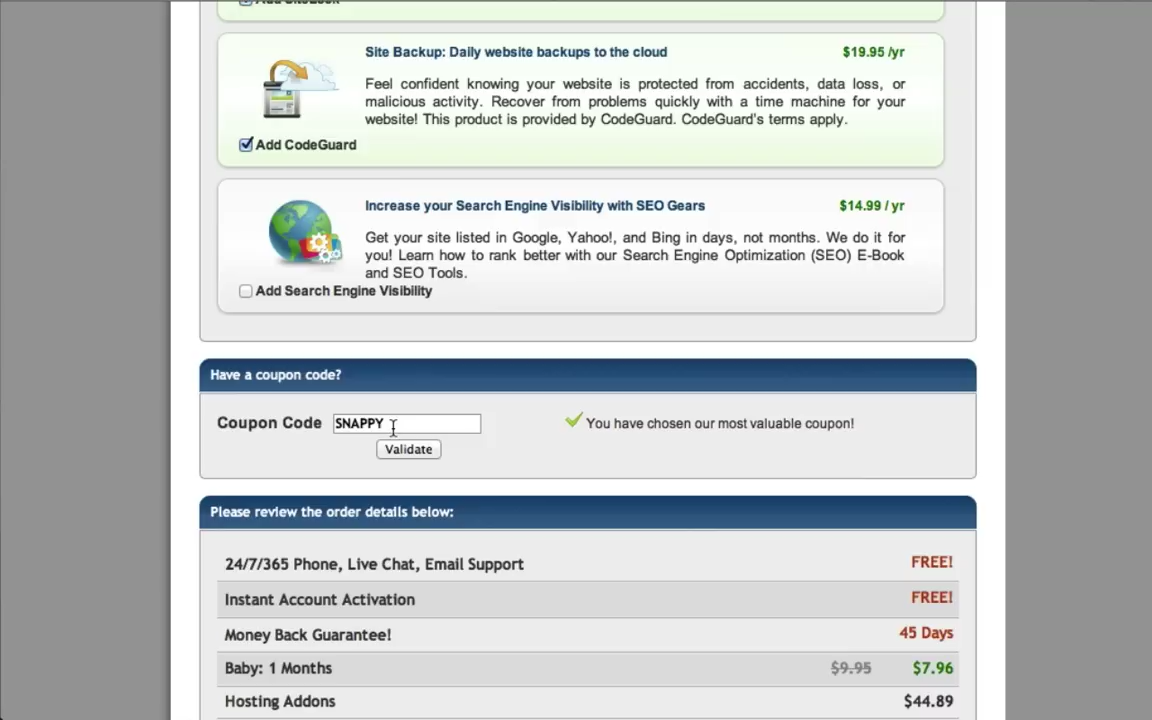 Site Backup: Daily website backups to the cloud $19.95 /yr
Feel confident knowing your website is protected from accidents, data loss, or
malicious activity. Recover from problems quickly with a time machine for your
website! This product is provided by CodeGuard. CodeGuard's terms apply.
Add CodeGuard
Increase your Search Engine Visibility with SEO Gears $14.99 / yr
Get your site listed in Google, Yahoo!, and Bing in days, not months. We do it for
you! Learn how to rank better with our Search Engine Optimization (SEO) E-Book
and SEO Tools.
Add Search Engine Visibility
Have a coupon code?
Coupon Code SNAPPY You have chosen our most valuable coupon!
Validate
Please review the order details below:
24/7/365 Phone, Live Chat, Email Support FREE!
Instant Account Activation FREE!
Money Back Guarantee! 45 Days
Baby: 1 Months $9.95 $7.96
Hosting Addons $44.89